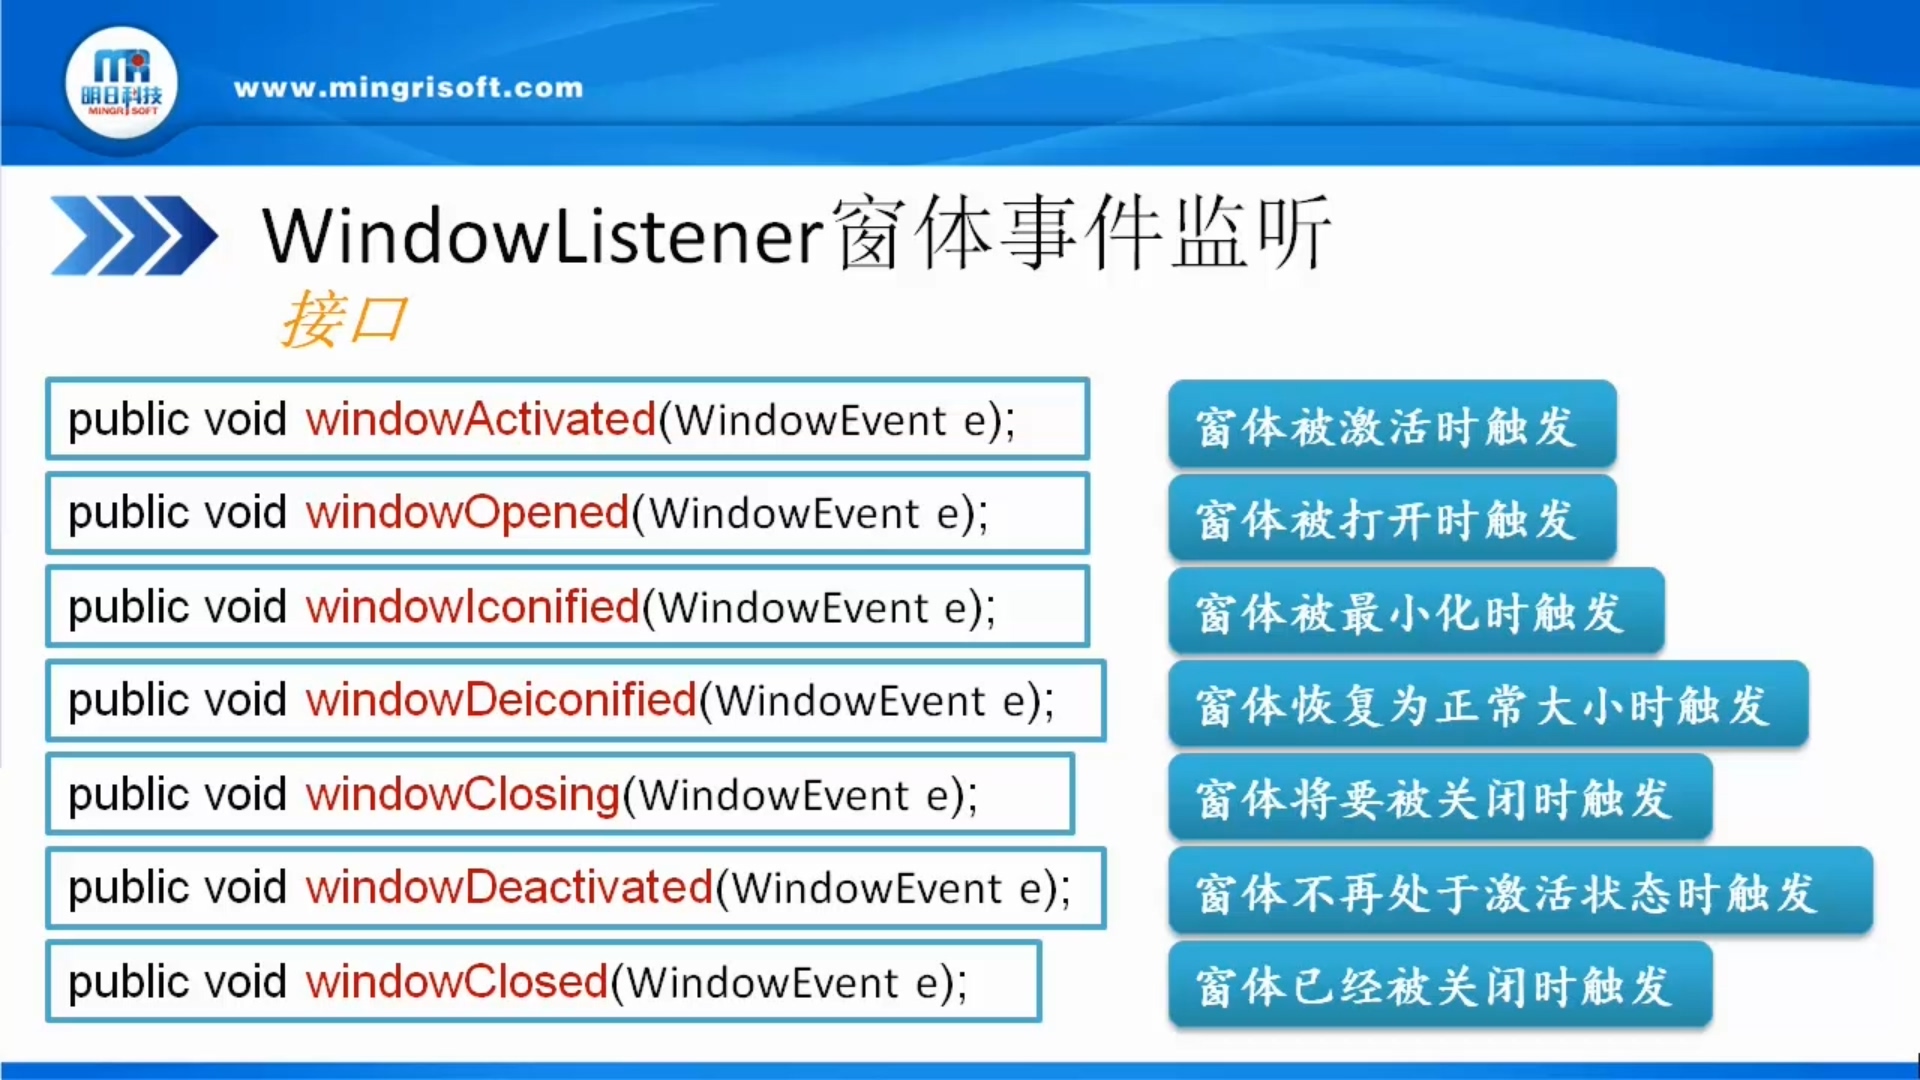 明日科技
MINGRISOFT
www.mingrisoft.com
WindowListener窗体事件监听
接口
public void windowActivated(WindowEvent e);
窗体被激活时触发
public void windowOpened(WindowEvent e);
窗体被打开时触发
public void windowIconified(WindowEvent e);
窗体被最小化时触发
public void windowDeiconified(WindowEvent e);
窗体恢复为正常大小时触发
public void windowClosing(WindowEvent e);
窗体将要被关闭时触发
public void windowDeactivated(WindowEvent e);
窗体不再处于激活状态时触发
public void windowClosed(WindowEvent e);
窗体已经被关闭时触发